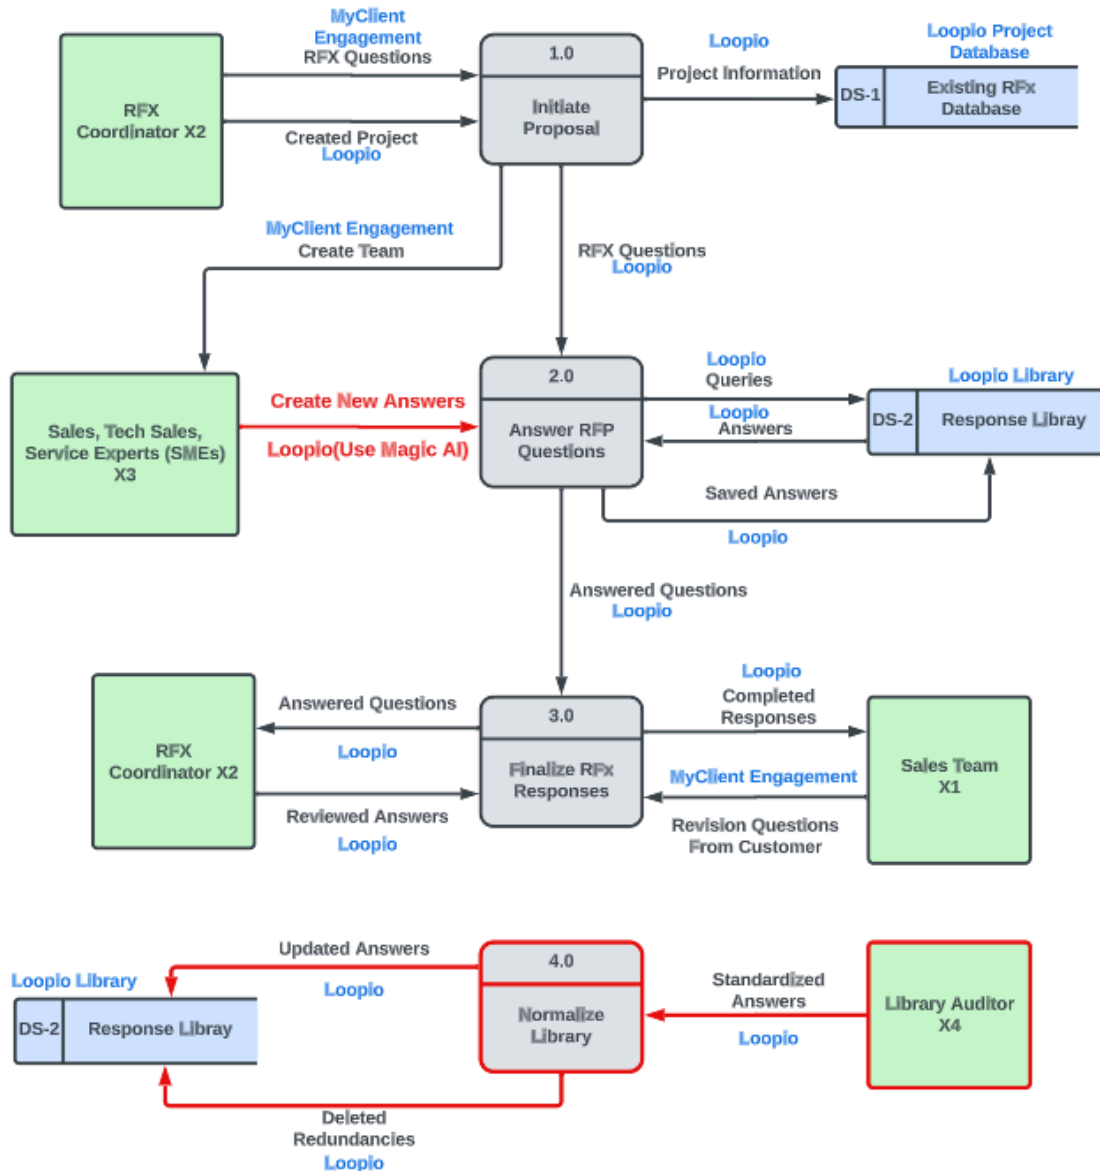 MyClient
Engagement
RFX Questions
RFX
Coordinator X2
Created Project
Loopio
1.0
Initiate
Proposal
Loopio
Project Information
Loopio Project
Database
DS-1
Existing RFx
Database
MyClient Engagement
Create Team
RFX Questions
Loopio
Sales, Tech Sales,
Service Experts (SMEs)
X3
Create New Answers
Loopio(Use Magic AI)
2.0
Answer RFP
Questions
Loopio
Queries
Loopio
Answers
Loopio Library
DS-2
Response Libray
Saved Answers
Loopio
Answered Questions
Loopio
RFX
Coordinator X2
Answered Questions
Loopio
Reviewed Answers
Loopio
3.0
Finalize RFx
Responses
Loopio
Completed
Responses
MyClient Engagement
Revision Questions
From Customer
Sales Team
X1
Loopio Library
DS-2
Response Libray
Updated Answers
Loopio
4.0
Normalize
Library
Standardized
Answers
Loopio
Library Auditor
X4
Deleted
Redundancies
Loopio